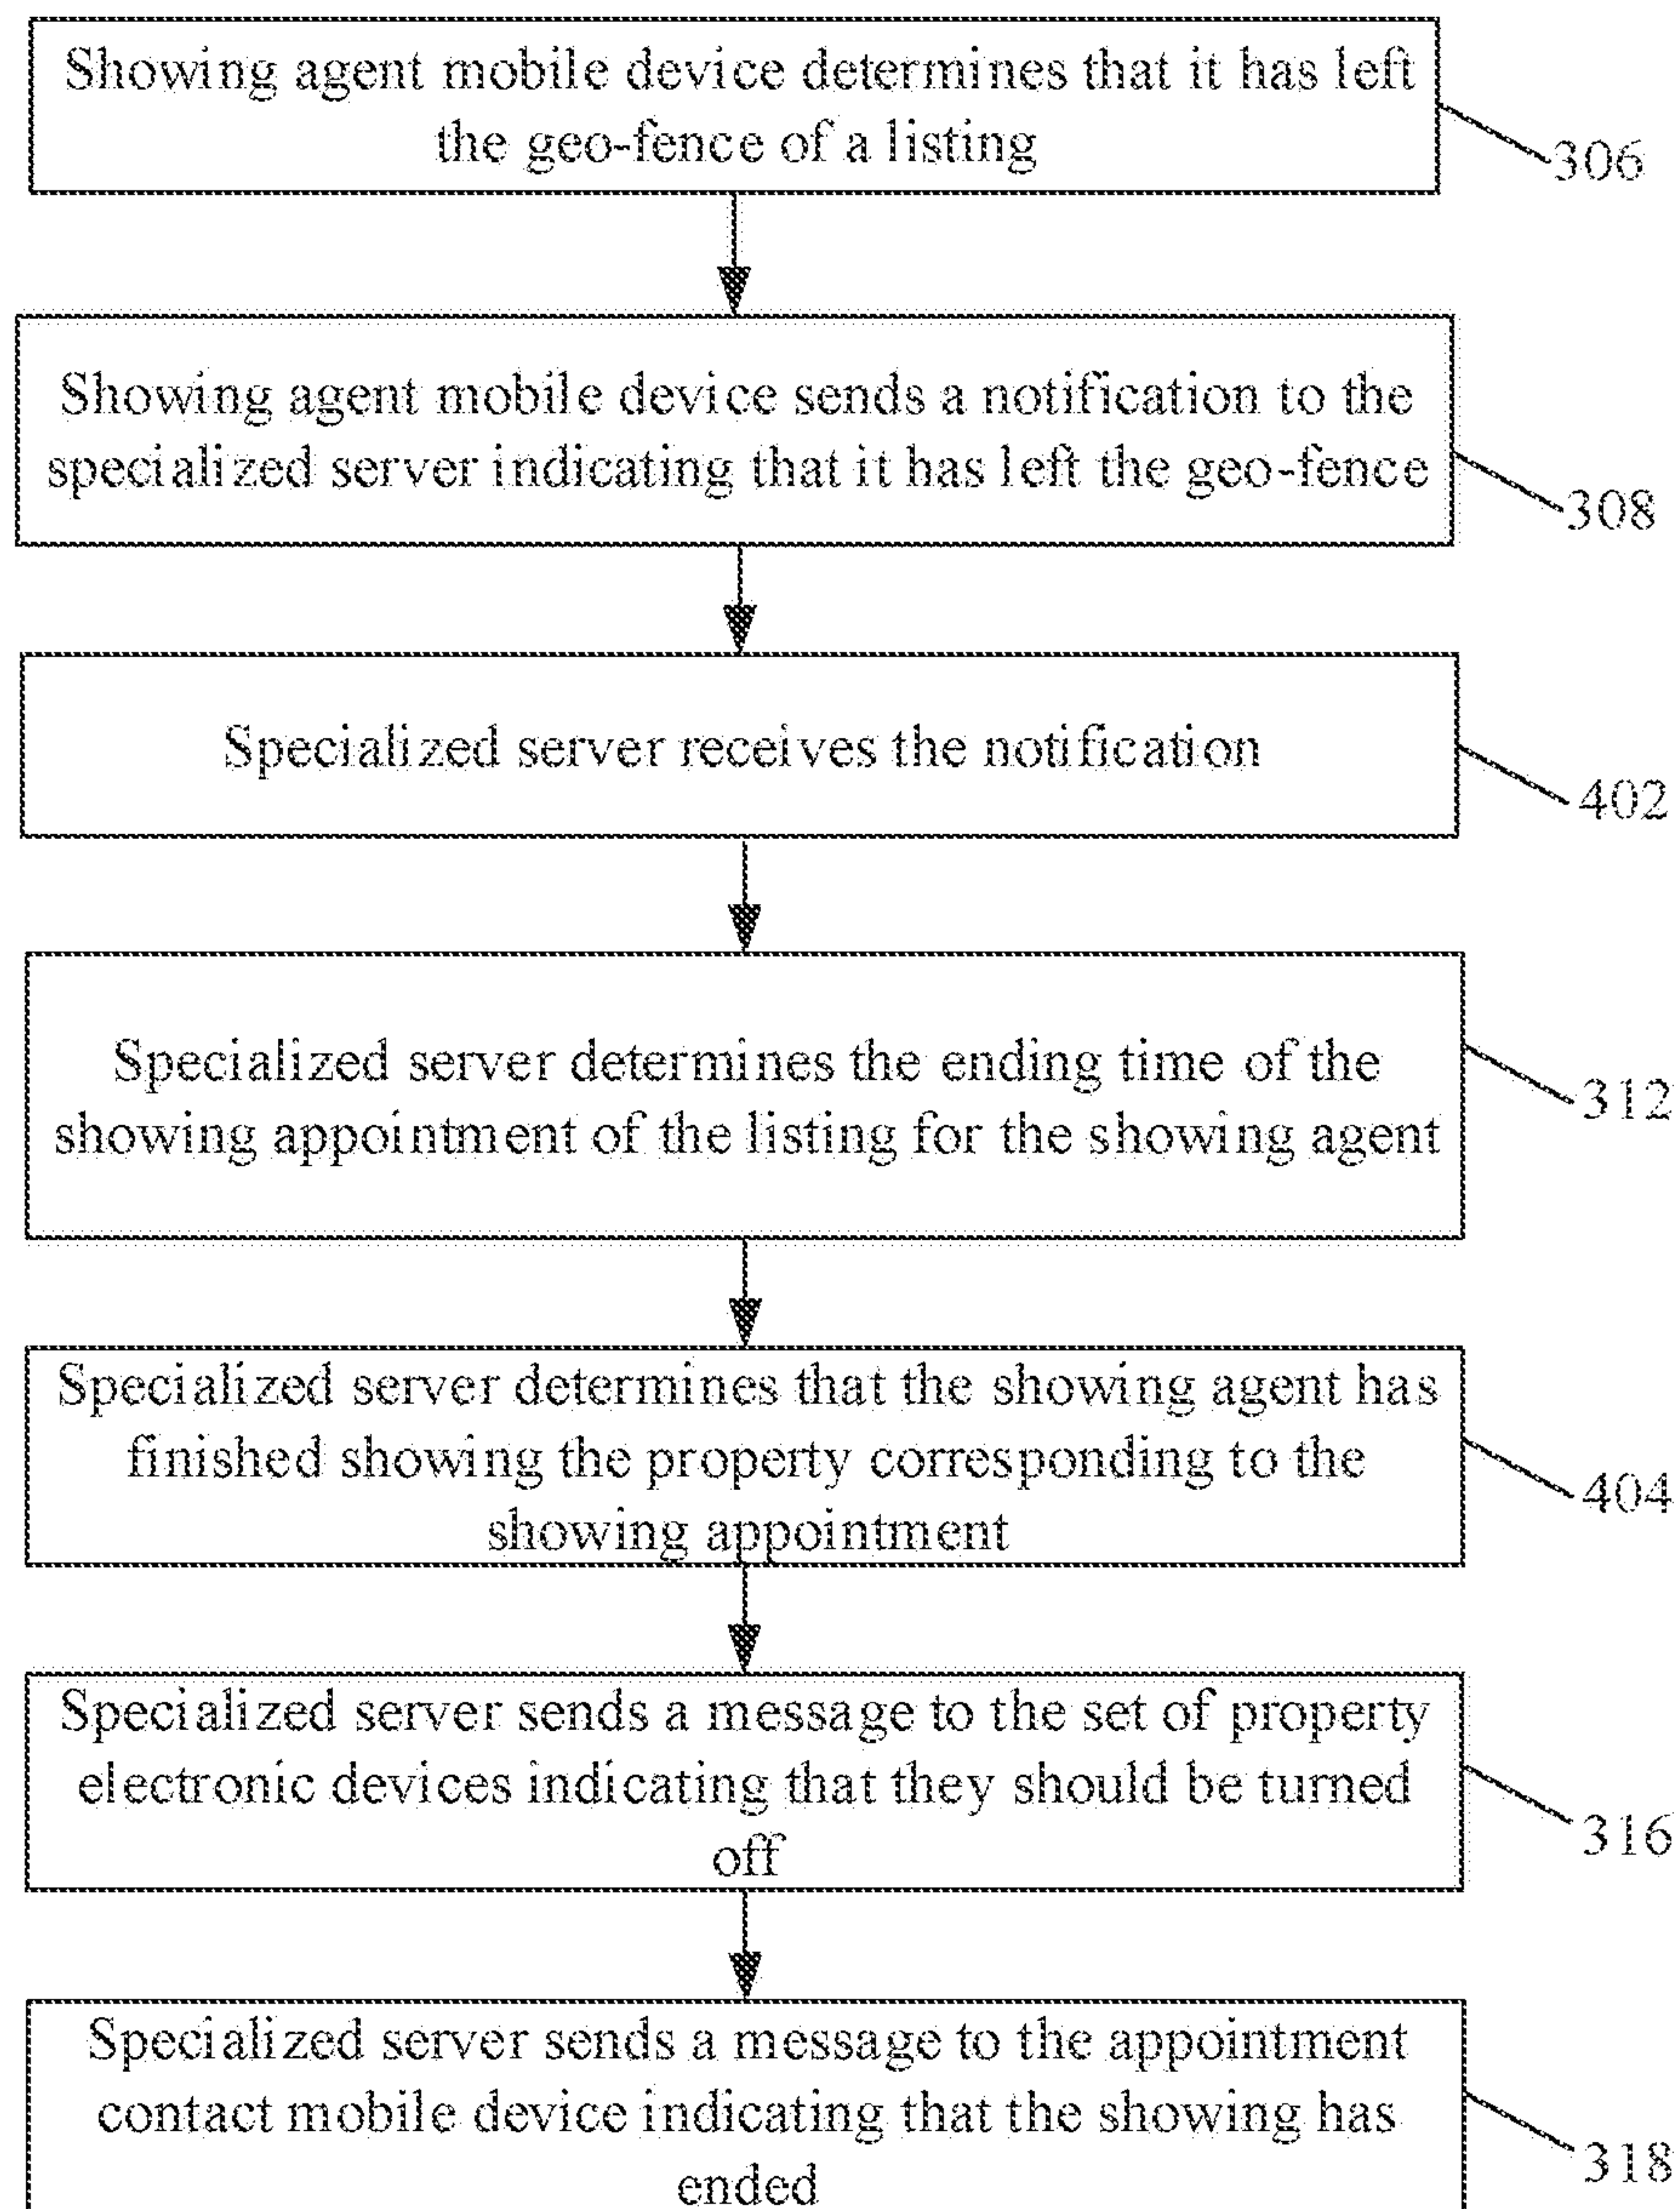 Showing agent mobile device determines that it has left
the geo-fence of a listing
306
Showing agent mobile device sends a notification to the
specialized server indicating that it has left the geo-fence
308
Specialized server receives the notification
402
Specialized server determines the ending time of the
showing appointment of the listing for the showing agent
312
Specialized server determines that the showing agent has
finished showing the property corresponding to the
showing appointment
404
Specialized server sends a message to the set of property
electronic devices indicating that they should be turned
off
316
Specialized server sends a message to the appointment
contact mobile device indicating that the showing has
ended
318